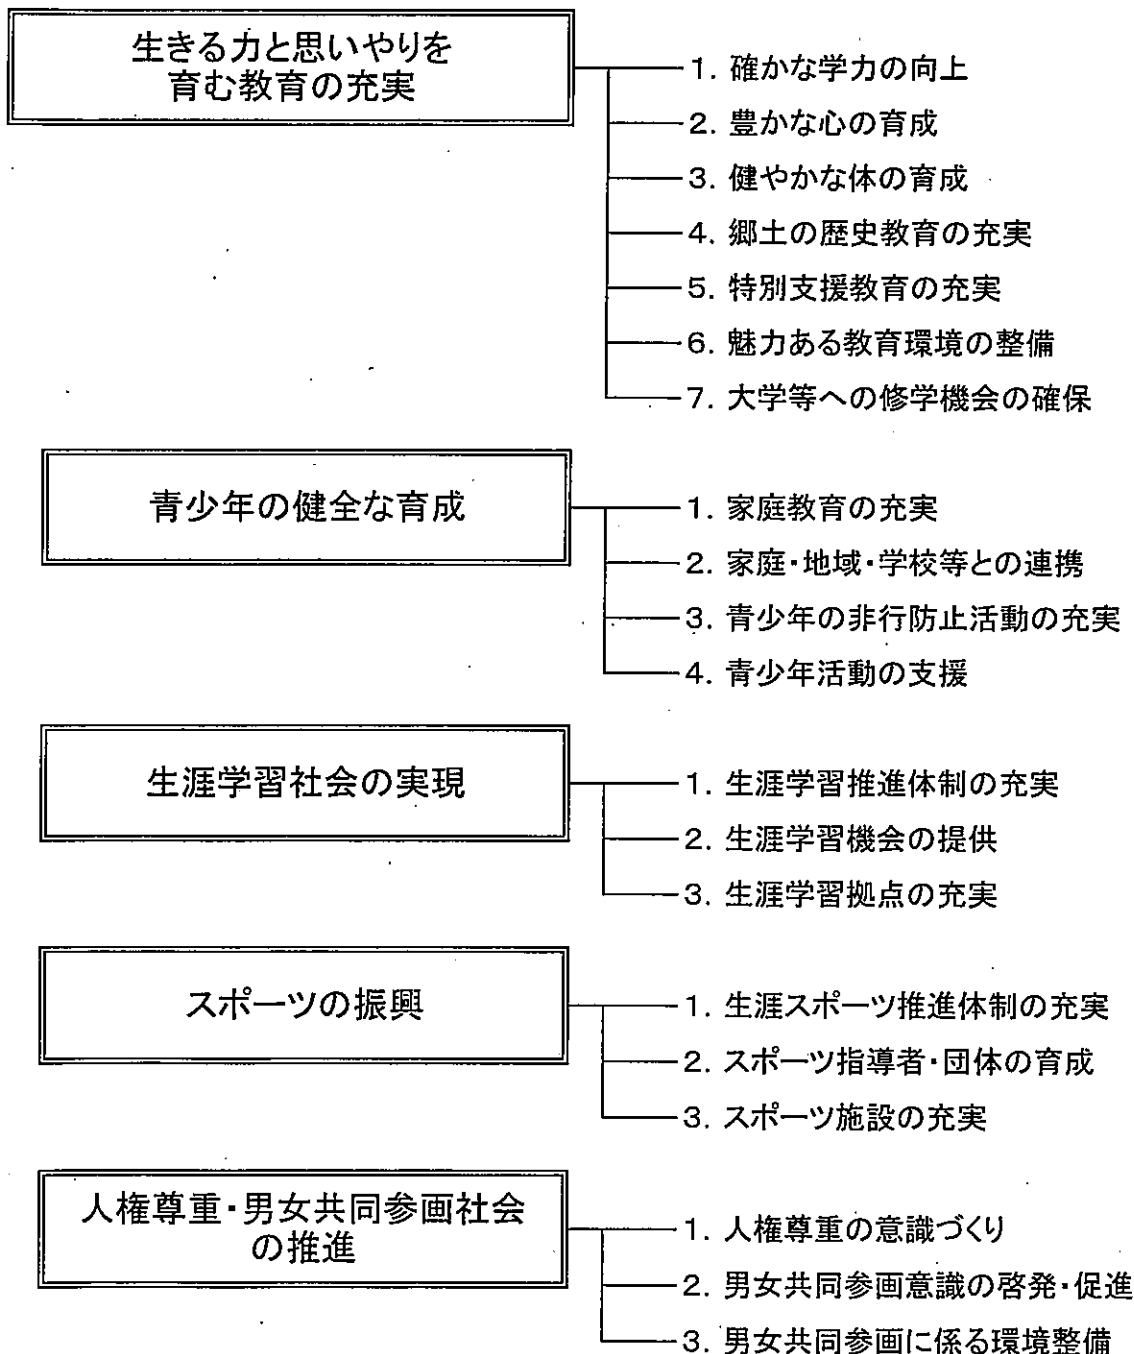 生きる力と思いやりを
育む教育の充実
1. 確かな学力の向上
2. 豊かな心の育成
3. 健やかな体の育成
4. 郷土の歴史教育の充実
5. 特別支援教育の充実
6. 魅力ある教育環境の整備
7. 大学等への修学機会の確保
青少年の健全な育成
1. 家庭教育の充実
2. 家庭・地域・学校等との連携
3. 青少年の非行防止活動の充実
4. 青少年活動の支援
生涯学習社会の実現
1. 生涯学習推進体制の充実
2. 生涯学習機会の提供
3. 生涯学習拠点の充実
スポーツの振興
1. 生涯スポーツ推進体制の充実
2. スポーツ指導者・団体の育成
3. スポーツ施設の充実
人権尊重・男女共同参画社会
の推進
1. 人権尊重の意識づくり
2. 男女共同参画意識の啓発・促進
3. 男女共同参画に係る環境整備